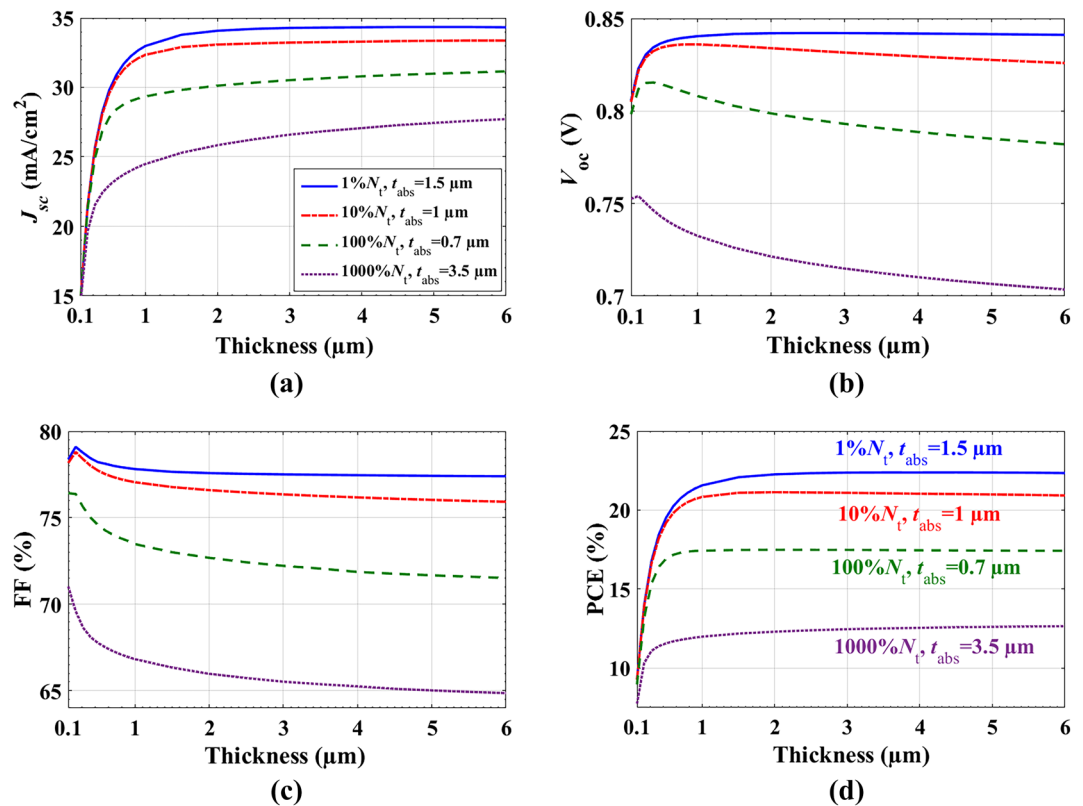 35
30
25
20
15
J_sc (mA/cm²)
1%N_t, t_abs=1.5 μm
10%N_t, t_abs=1 μm
100%N_t, t_abs=0.7 μm
1000%N_t, t_abs=3.5 μm
0.1 1 2 3 4 5 6
Thickness (μm)
(a)
0.85
0.8
0.75
0.7
V_oc (V)
0.1 1 2 3 4 5 6
Thickness (μm)
(b)
80
75
70
65
FF (%)
0.1 1 2 3 4 5 6
Thickness (μm)
(c)
25
20
15
10
PCE (%)
1%N_t, t_abs=1.5 μm
10%N_t, t_abs=1 μm
100%N_t, t_abs=0.7 μm
1000%N_t, t_abs=3.5 μm
0.1 1 2 3 4 5 6
Thickness (μm)
(d)